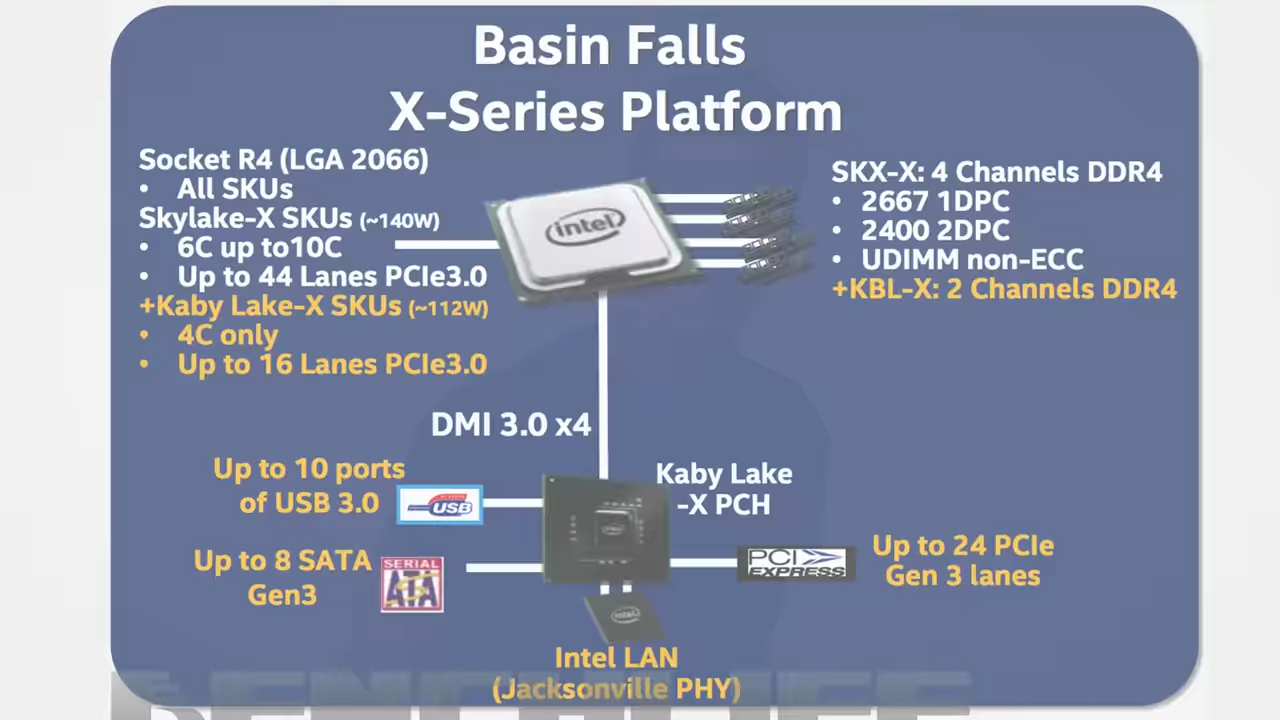 Basin Falls
X-Series Platform
Socket R4 (LGA 2066)
• All SKUs
Skylake-X SKUs (~140W)
• 6C up to10C
• Up to 44 Lanes PCIe3.0
+Kaby Lake-X SKUs (~112W)
• 4C only
• Up to 16 Lanes PCIe3.0
intel
SKX-X: 4 Channels DDR4
• 2667 1DPC
• 2400 2DPC
• UDIMM non-ECC
+KBL-X: 2 Channels DDR4
DMI 3.0 x4
Up to 10 ports
of USB 3.0
USB
Kaby Lake
-X PCH
Up to 8 SATA
Gen3
SERIAL
ATA
PCI
EXPRESS
Up to 24 PCIe
Gen 3 lanes
intel
Intel LAN
(Jacksonville PHY)